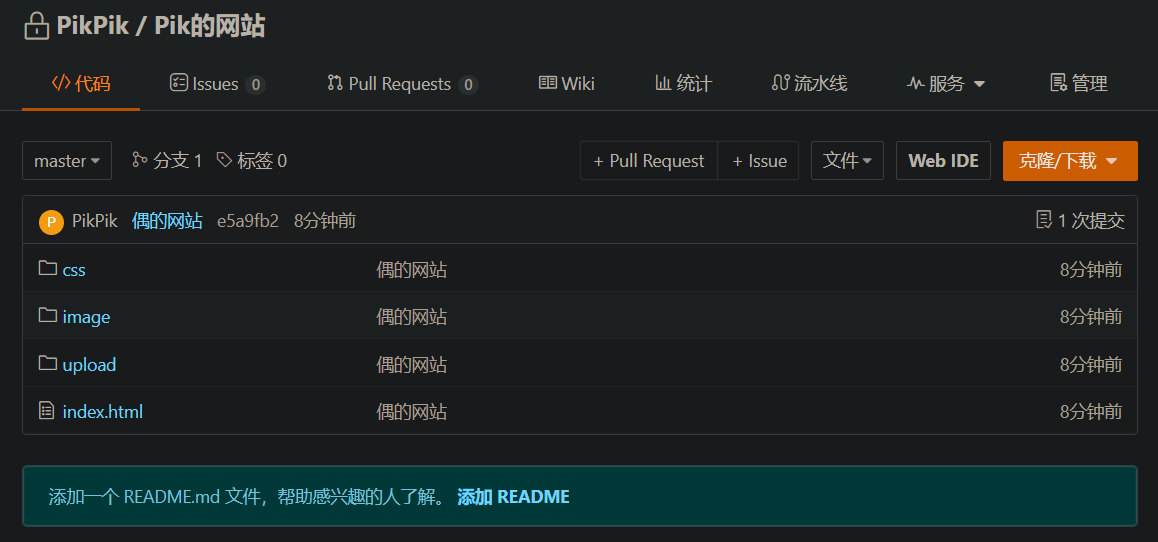 PikPik / Pik的网站
代码 Issues 0 Pull Requests 0 Wiki 统计 流水线 服务 管理
master 分支 1 标签 0 + Pull Request + Issue 文件 Web IDE 克隆/下载
P PikPik 偶的网站 e5a9fb2 8分钟前 1 次提交
css 偶的网站 8分钟前
image 偶的网站 8分钟前
upload 偶的网站 8分钟前
index.html 偶的网站 8分钟前
添加一个 README.md 文件，帮助感兴趣的人了解。 添加 README